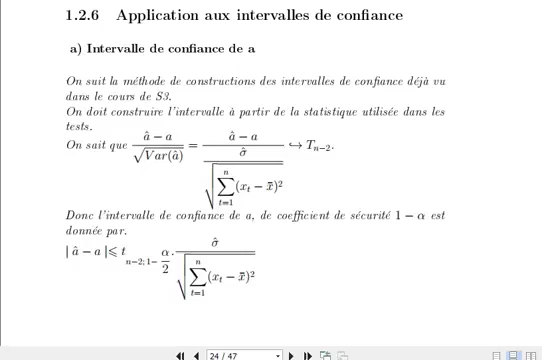 1.2.6 Application aux intervalles de confiance
a) Intervalle de confiance de a
On suit la méthode de constructions des intervalles de confiance déjà vu
dans le cours de S3.
On doit construire l'intervalle à partir de la statistique utilisée dans les
tests.
On sait que (â − a) / √(Var(â)) = (â − a) / (σ̂ / √(∑_{t=1}^{n} (x_t − x̄)²)) ↪ T_{n−2}.
Donc l'intervalle de confiance de a, de coefficient de sécurité 1 − α est
donnée par.
| â − a |⩽ t_{n−2;1−α/2} · σ̂ / √(∑_{t=1}^{n} (x_t − x̄)²)
24 / 47